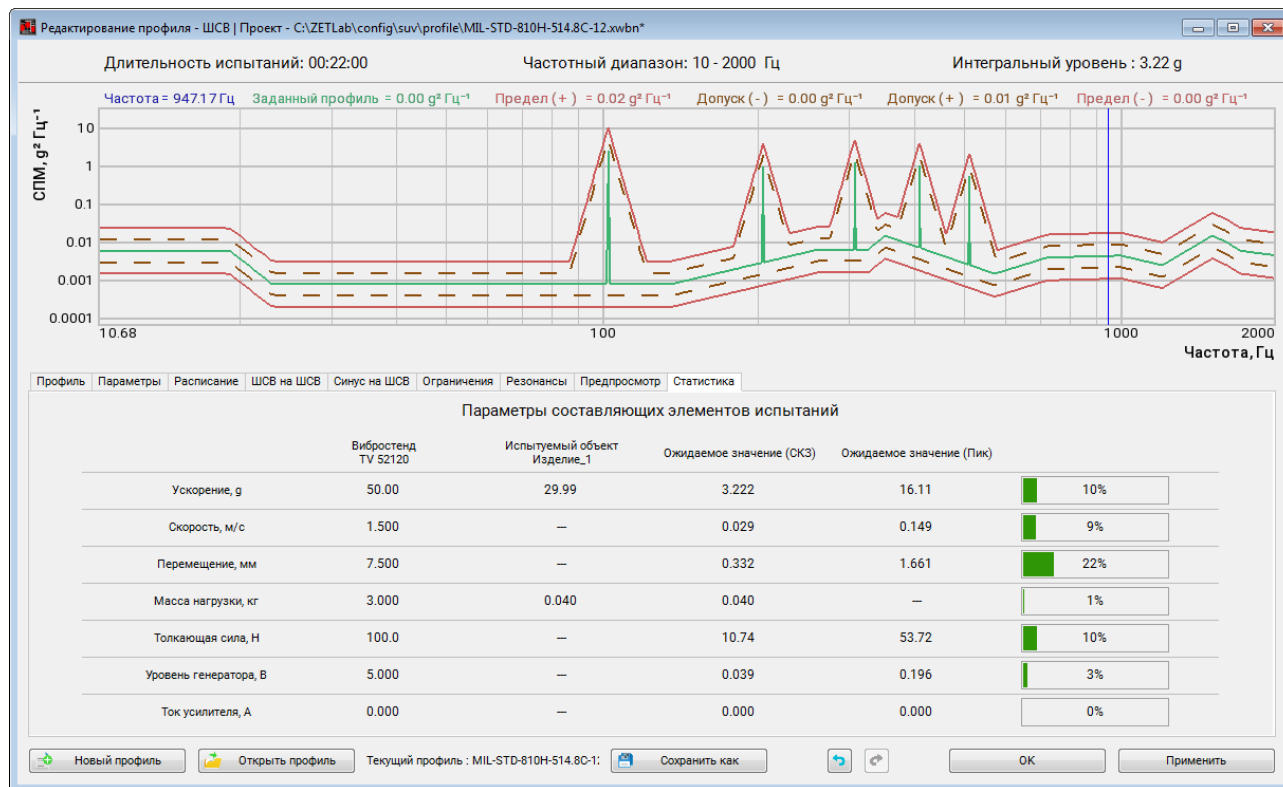 Редактирование профиля - ШСВ | Проект - C:\ZETLab\config\suv\profile\MIL-STD-810H-514.8C-12.xwbn*
Длительность испытаний: 00:22:00 Частотный диапазон: 10 - 2000 Гц Интегральный уровень : 3.22 g
Частота = 947.17 Гц Заданный профиль = 0.00 g² Гц⁻¹ Предел ( + ) = 0.02 g² Гц⁻¹ Допуск ( - ) = 0.00 g² Гц⁻¹ Допуск ( + ) = 0.01 g² Гц⁻¹ Предел ( - ) = 0.00 g² Гц⁻¹
СПМ, g² Гц⁻¹
10
1
0.1
0.01
0.001
0.0001
10.68 100 1000 2000
Частота, Гц
Профиль Параметры Расписание ШСВ на ШСВ Синус на ШСВ Ограничения Резонансы Предпросмотр Статистика
Параметры составляющих элементов испытаний
Вибростенд TV 52120 Испытуемый объект Изделие_1 Ожидаемое значение (СКЗ) Ожидаемое значение (Пик)
Ускорение, g 50.00 29.99 3.222 16.11 10%
Скорость, м/с 1.500 --- 0.029 0.149 9%
Перемещение, мм 7.500 --- 0.332 1.661 22%
Масса нагрузки, кг 3.000 0.040 0.040 --- 1%
Толкающая сила, Н 100.0 --- 10.74 53.72 10%
Уровень генератора, В 5.000 --- 0.039 0.196 3%
Ток усилителя, А 0.000 --- 0.000 0.000 0%
Новый профиль Открыть профиль Текущий профиль : MIL-STD-810H-514.8C-12 Сохранить как OK Применить